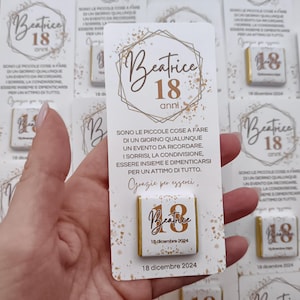 Beatrice
18
anni
SONO LE PICCOLE COSE A FARE
DI UN GIORNO QUALUNQUE
UN EVENTO DA RICORDARE,
I SORRISI, LA CONDIVISIONE,
ESSERE INSIEME E DIMENTICARSI
PER UN ATTIMO DI TUTTO.
Grazie per esserci
18
Beatrice
18 dicembre 2024
18 dicembre 2024